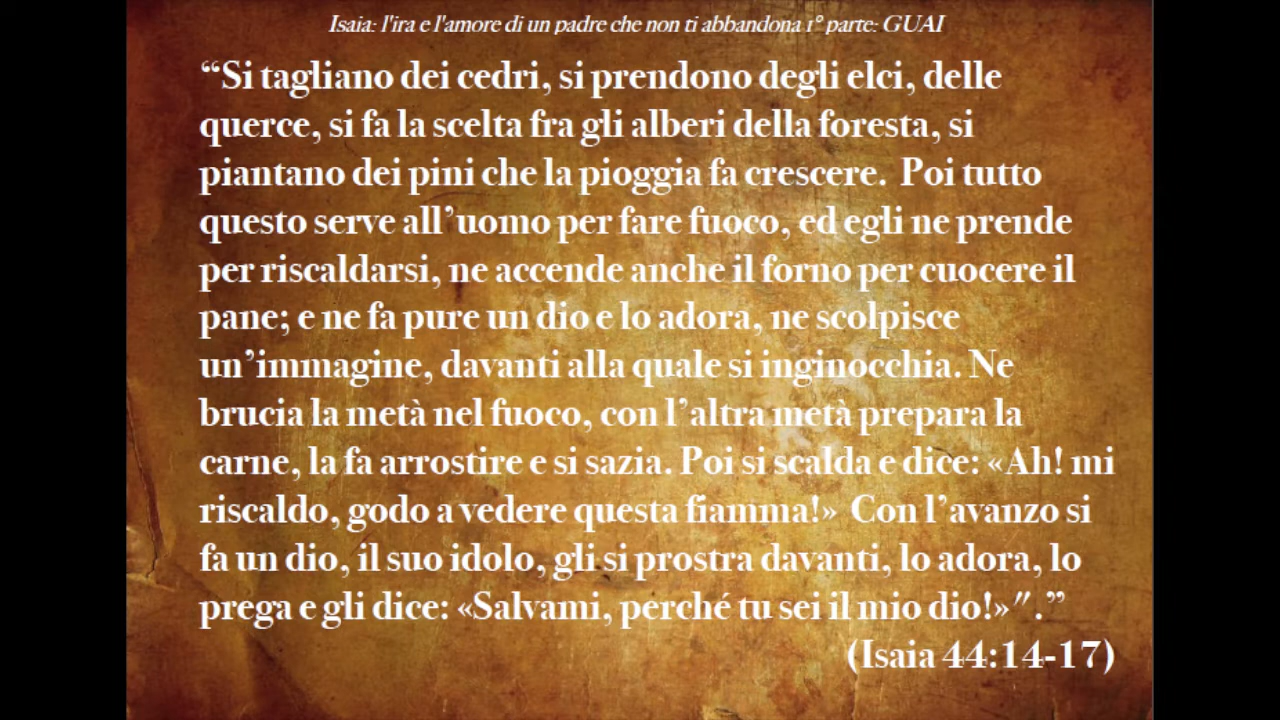 Isaia: l'ira e l'amore di un padre che non ti abbandona 1° parte: GUAI
“Si tagliano dei cedri, si prendono degli elci, delle
querce, si fa la scelta fra gli alberi della foresta, si
piantano dei pini che la pioggia fa crescere. Poi tutto
questo serve all’uomo per fare fuoco, ed egli ne prende
per riscaldarsi, ne accende anche il forno per cuocere il
pane; e ne fa pure un dio e lo adora, ne scolpisce
un’immagine, davanti alla quale si inginocchia. Ne
brucia la metà nel fuoco, con l’altra metà prepara la
carne, la fa arrostire e si sazia. Poi si scalda e dice: «Ah! mi
riscaldo, godo a vedere questa fiamma!» Con l’avanzo si
fa un dio, il suo idolo, gli si prostra davanti, lo adora, lo
prega e gli dice: «Salvami, perché tu sei il mio dio!»".”
(Isaia 44:14-17)